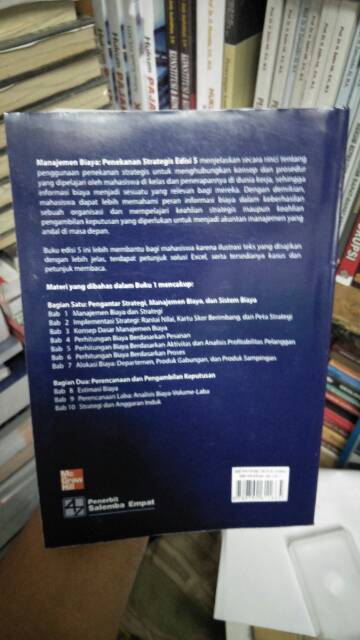 Hukum
PAJAK
Manajemen Biaya: Penekanan Strategis Edisi 5 menjelaskan secara rinci tentang
penggunaan penekanan strategis untuk menghubungkan konsep dan prosedur
yang dipelajari oleh mahasiswa di kelas dan penerapannya di dunia kerja, sehingga
informasi biaya menjadi sesuatu yang relevan bagi mereka. Dengan demikian,
mahasiswa dapat lebih memahami peran informasi biaya dalam keberhasilan
sebuah organisasi dan mempelajari keahlian strategis maupun keahlian
pengambilan keputusan yang diperlukan untuk menjadi akuntan manajemen yang
andal di masa depan.
Buku edisi 5 ini lebih membantu bagi mahasiswa karena ilustrasi teks yang disajikan
dengan lebih jelas, terdapat petunjuk solusi Excel, serta tersedianya kasus dan
petunjuk membaca.
Materi yang dibahas dalam Buku 1 mencakup:
Bagian Satu: Pengantar Strategi, Manajemen Biaya, dan Sistem Biaya
Bab 1 Manajemen Biaya dan Strategi
Bab 2 Implementasi Strategi: Rantai Nilai, Kartu Skor Berimbang, dan Peta Strategi
Bab 3 Konsep Dasar Manajemen Biaya
Bab 4 Perhitungan Biaya Berdasarkan Pesanan
Bab 5 Perhitungan Biaya Berdasarkan Aktivitas dan Analisis Profitabilitas Pelanggan
Bab 6 Perhitungan Biaya Berdasarkan Proses
Bab 7 Alokasi Biaya: Departemen, Produk Gabungan, dan Produk Sampingan
Bagian Dua: Perencanaan dan Pengambilan Keputusan
Bab 8 Estimasi Biaya
Bab 9 Perencanaan Laba: Analisis Biaya-Volume-Laba
Bab 10 Strategi dan Anggaran Induk
Mc
Graw
Hill
Penerbit
Salemba Empat